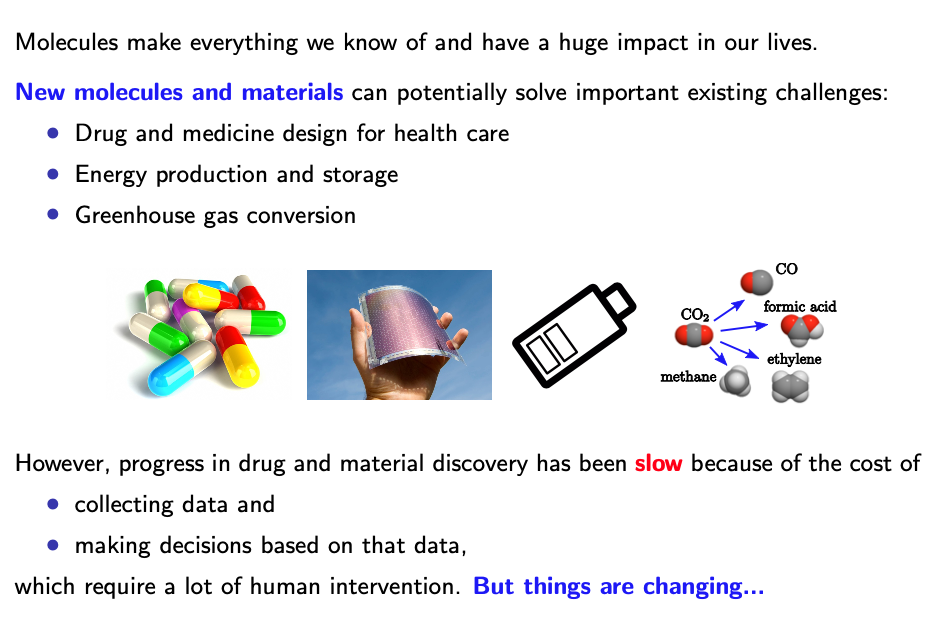 Molecules make everything we know of and have a huge impact in our lives.
New molecules and materials can potentially solve important existing challenges:
• Drug and medicine design for health care
• Energy production and storage
• Greenhouse gas conversion
CO
CO₂
formic acid
ethylene
methane
However, progress in drug and material discovery has been slow because of the cost of
• collecting data and
• making decisions based on that data,
which require a lot of human intervention. But things are changing...